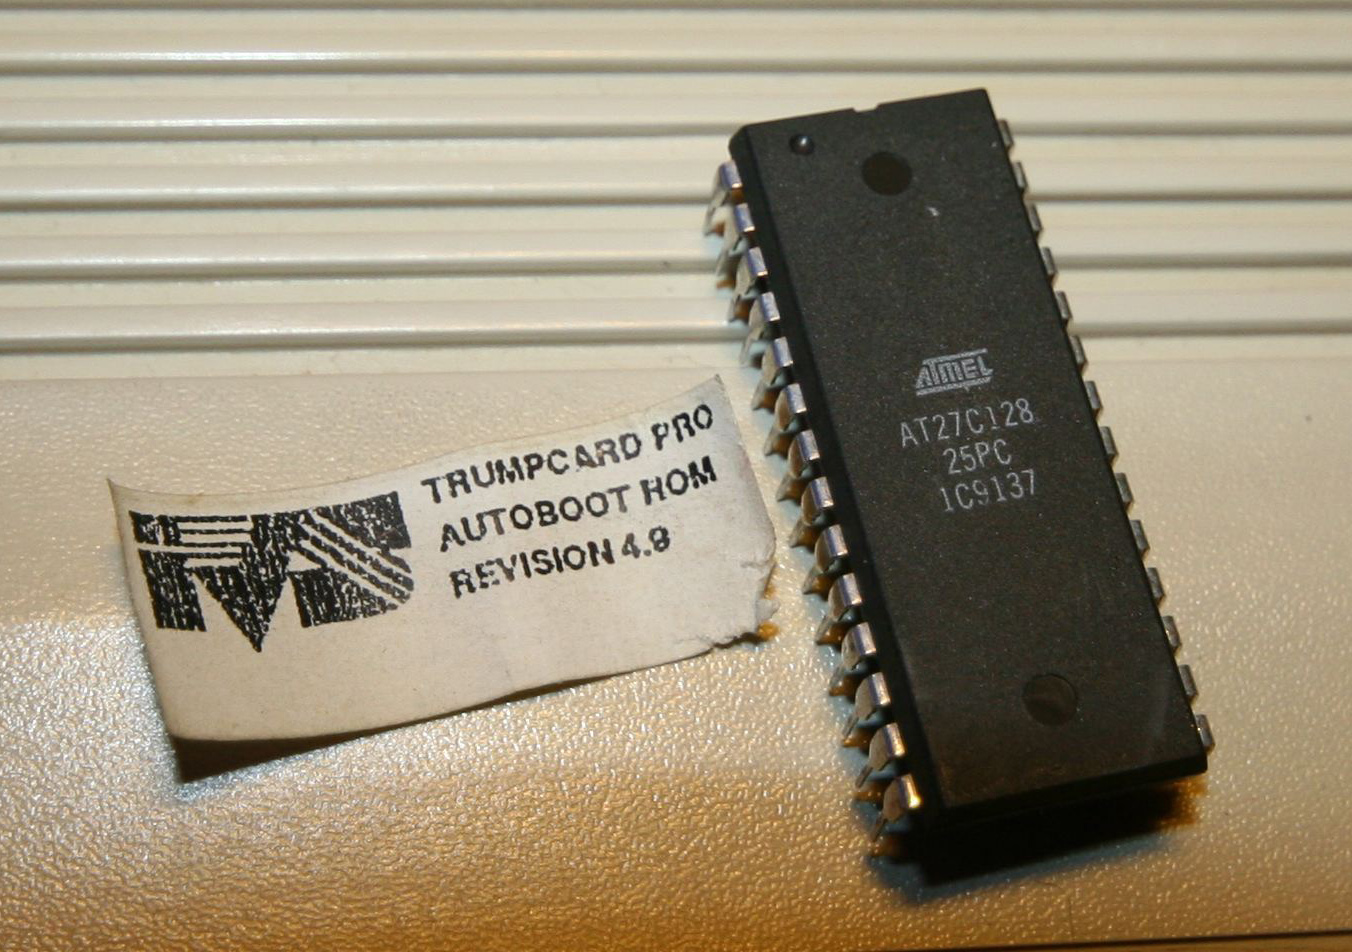 TRUMPCARD PRO
AUTOBOOT ROM
REVISION 4.8
ATMEL
AT27C128
25PC
1C9137